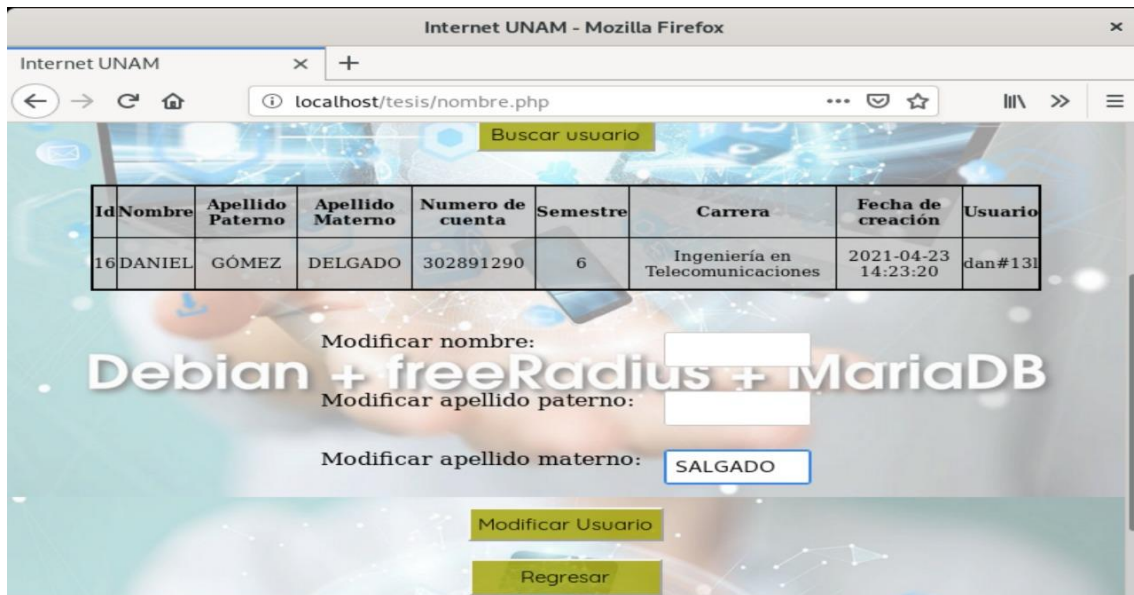 Internet UNAM - Mozilla Firefox
Internet UNAM
localhost/tesis/nombre.php
Buscar usuario
Id Nombre Apellido Paterno Apellido Materno Numero de cuenta Semestre Carrera Fecha de creación Usuario
16 DANIEL GÓMEZ DELGADO 302891290 6 Ingeniería en Telecomunicaciones 2021-04-23 14:23:20 dan#13l
Modificar nombre:
Debian + freeRadius + MariaDB
Modificar apellido paterno:
Modificar apellido materno: SALGADO
Modificar Usuario
Regresar